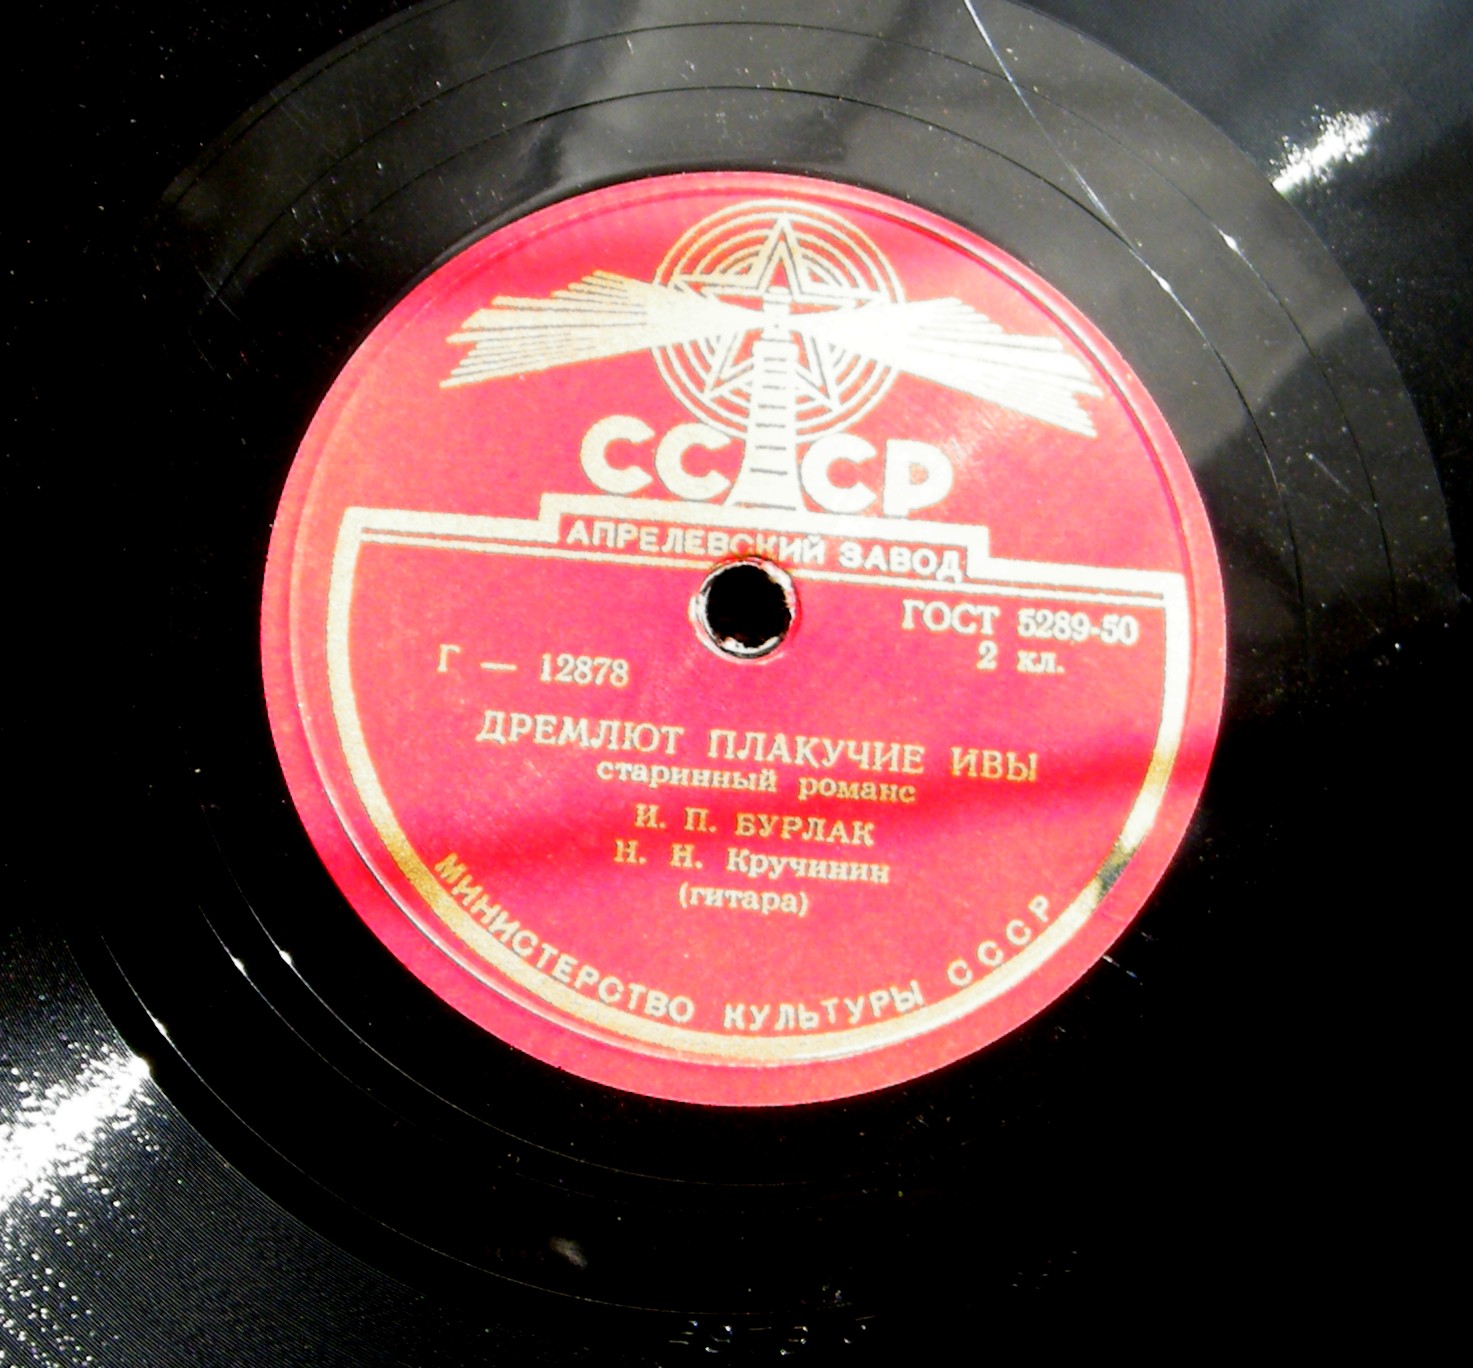 СССР
АПРЕЛЕВСКИЙ ЗАВОД
ГОСТ 5289-50
2 кл.
Г — 12878
ДРЕМЛЮТ ПЛАКУЧИЕ ИВЫ
старинный романс
И. П. БУРЛАК
Н. Н. Кручинин
(гитара)
МИНИСТЕРСТВО КУЛЬТУРЫ СССР